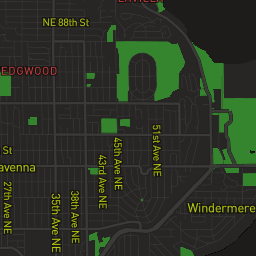 NE 88th St
EDGWOOD
St
avenna
27th Ave NE
35th Ave NE
38th Ave NE
43rd Ave NE
45th Ave NE
51st Ave NE
Windermere